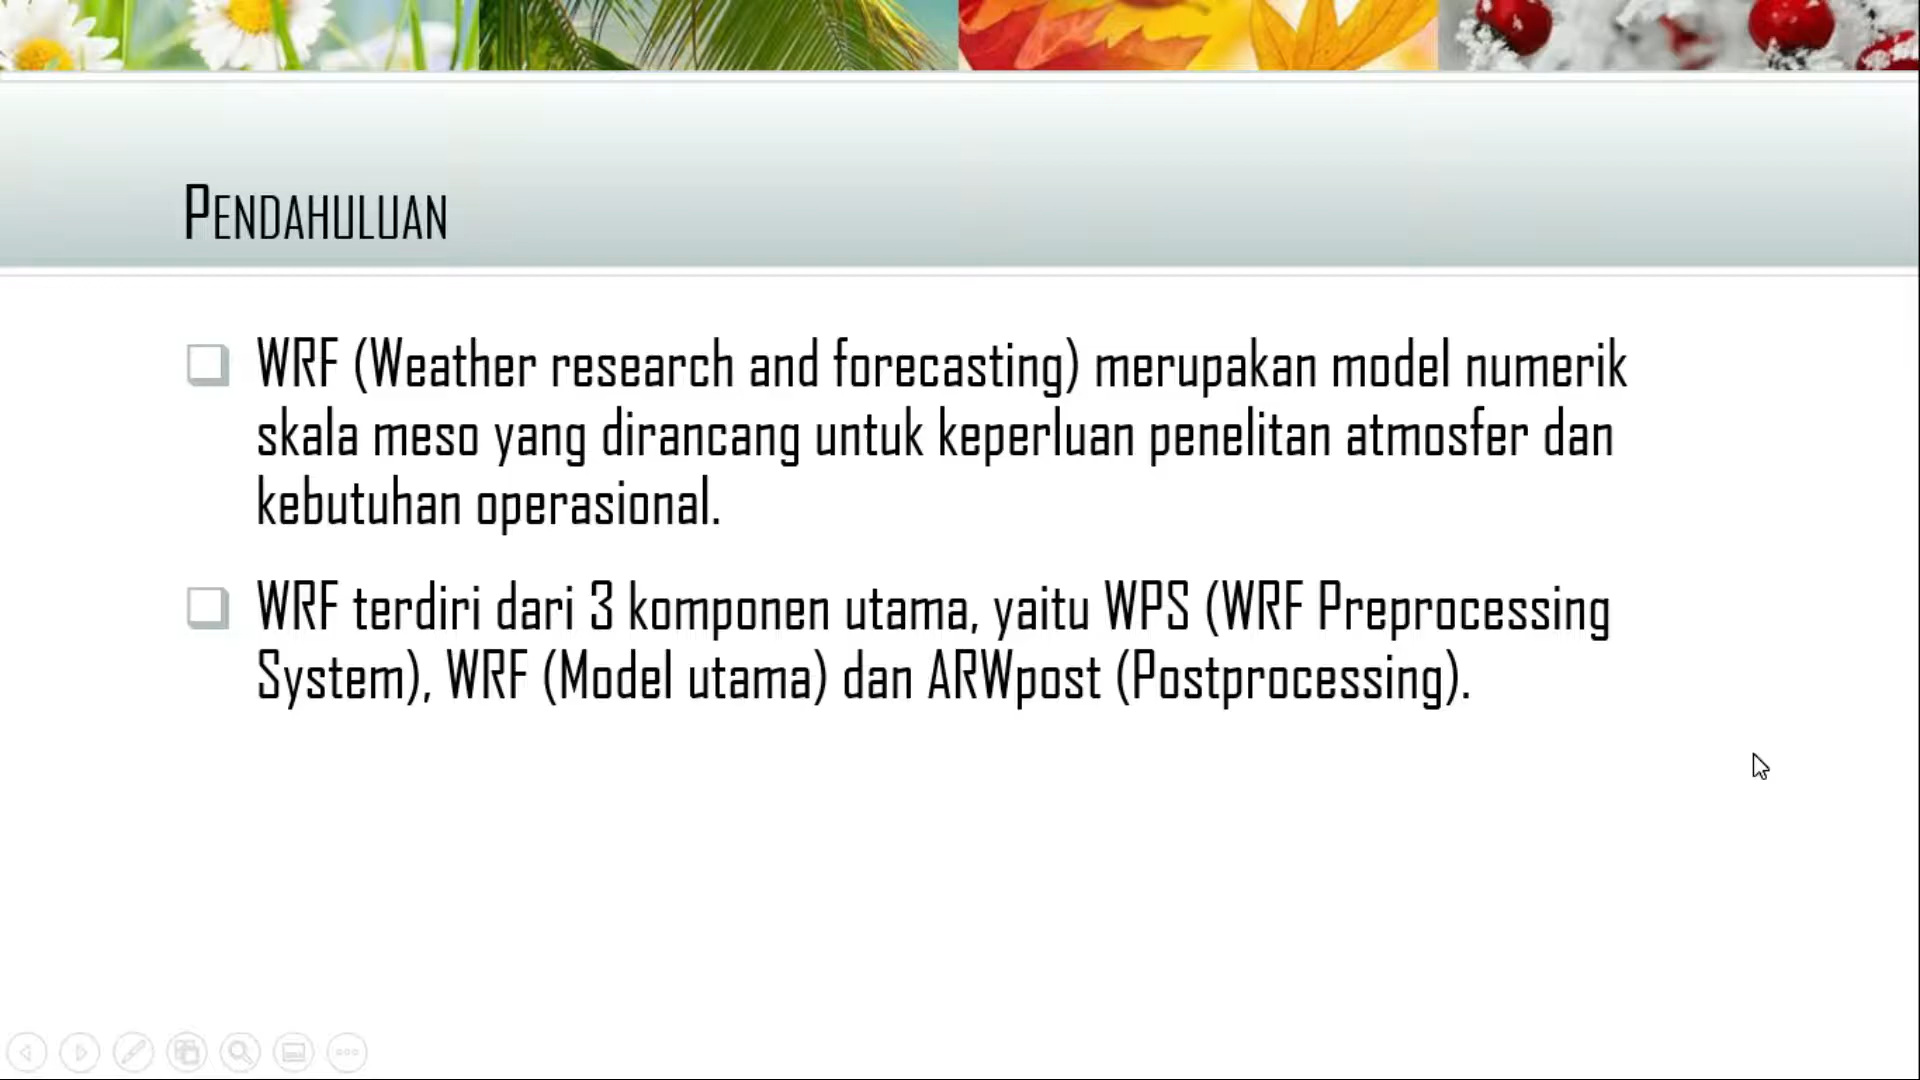 PENDAHULUAN
WRF (Weather research and forecasting) merupakan model numerik
skala meso yang dirancang untuk keperluan penelitan atmosfer dan
kebutuhan operasional.
WRF terdiri dari 3 komponen utama, yaitu WPS (WRF Preprocessing
System), WRF (Model utama) dan ARWpost (Postprocessing).